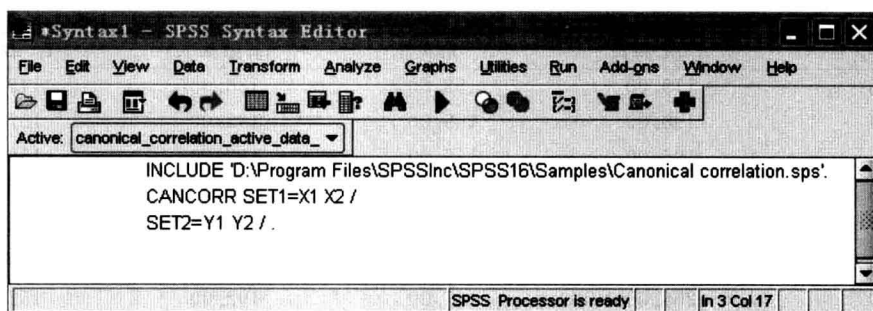 *Syntax1 - SPSS Syntax Editor
File Edit View Data Transform Analyze Graphs Utilities Run Add-ons Window Help
Active: canonical_correlation_active_data_
INCLUDE 'D:\Program Files\SPSSInc\SPSS16\Samples\Canonical correlation.sps'.
CANCORR SET1=X1 X2 /
SET2=Y1 Y2 / .
SPSS Processor is ready In 3 Col 17